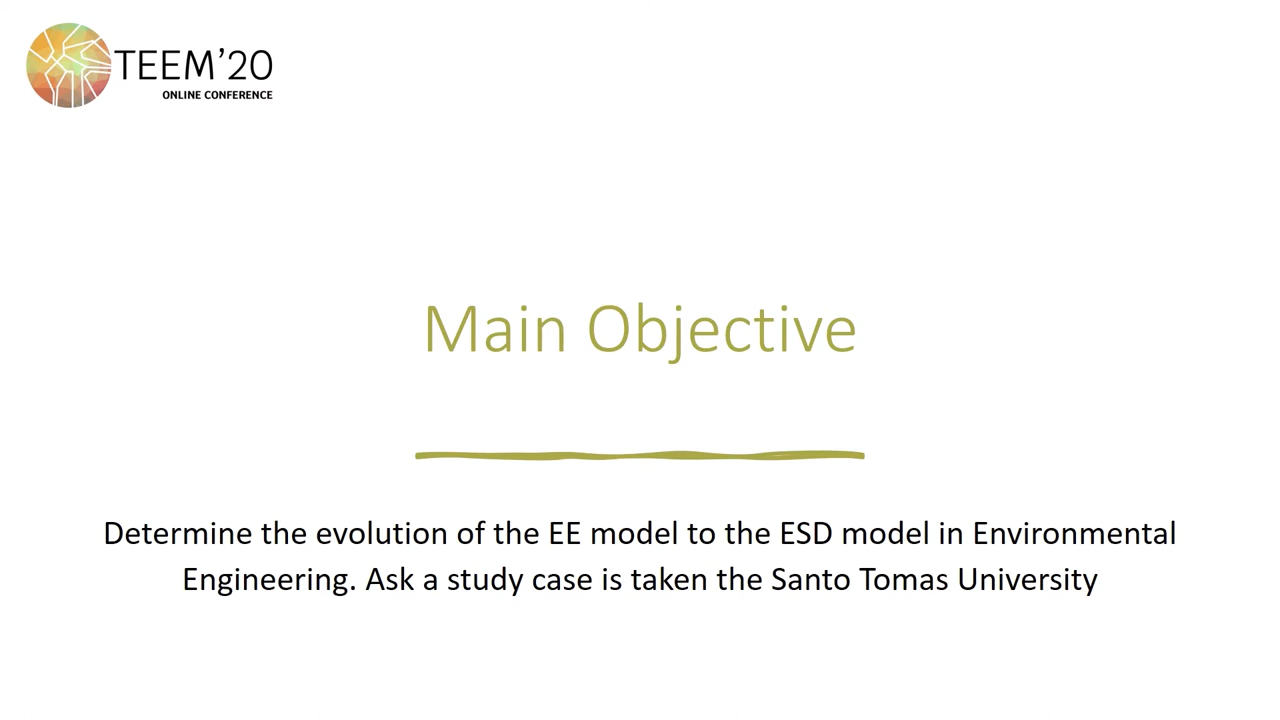 TEEM'20
ONLINE CONFERENCE
Main Objective
Determine the evolution of the EE model to the ESD model in Environmental
Engineering. Ask a study case is taken the Santo Tomas University